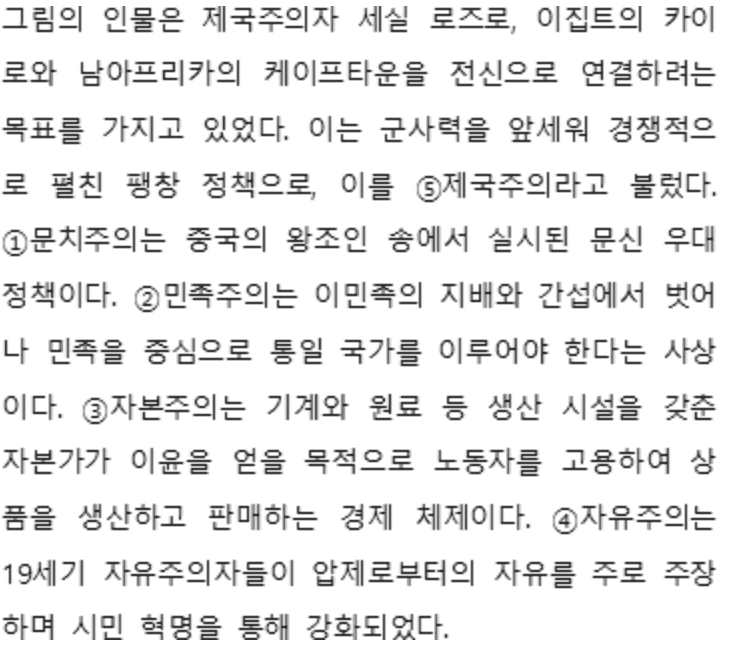 그림의 인물은 제국주의자 세실 로즈로, 이집트의 카이
로와 남아프리카의 케이프타운을 전신으로 연결하려는
목표를 가지고 있었다. 이는 군사력을 앞세워 경쟁적으
로 펼친 팽창 정책으로, 이를 ⑤제국주의라고 불렀다.
①문치주의는 중국의 왕조인 송에서 실시된 문신 우대
정책이다. ②민족주의는 이민족의 지배와 간섭에서 벗어
나 민족을 중심으로 통일 국가를 이루어야 한다는 사상
이다. ③자본주의는 기계와 원료 등 생산 시설을 갖춘
자본가가 이윤을 얻을 목적으로 노동자를 고용하여 상
품을 생산하고 판매하는 경제 체제이다. ④자유주의는
19세기 자유주의자들이 압제로부터의 자유를 주로 주장
하며 시민 혁명을 통해 강화되었다.